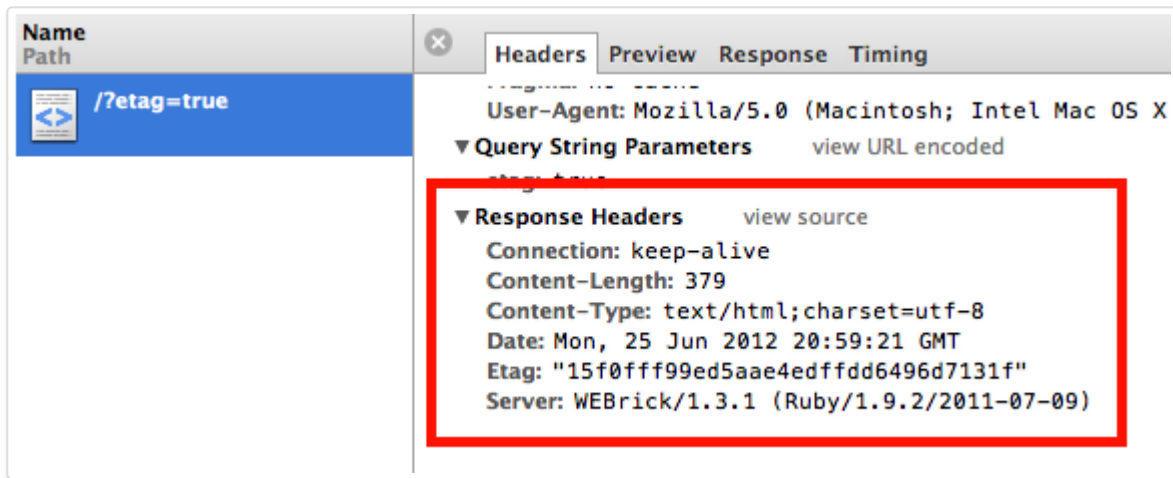 Name
Path
/?etag=true
Headers Preview Response Timing
User-Agent: Mozilla/5.0 (Macintosh; Intel Mac OS X
▼Query String Parameters view URL encoded
▼Response Headers view source
Connection: keep-alive
Content-Length: 379
Content-Type: text/html;charset=utf-8
Date: Mon, 25 Jun 2012 20:59:21 GMT
Etag: "15f0fff99ed5aae4edffdd6496d7131f"
Server: WEBrick/1.3.1 (Ruby/1.9.2/2011-07-09)